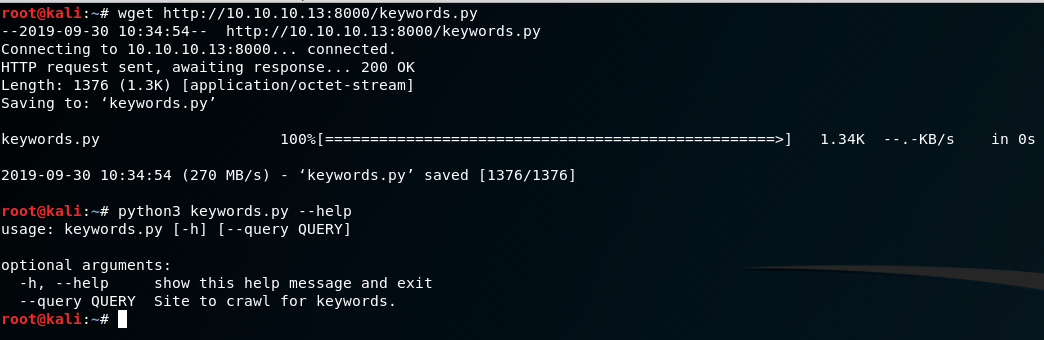 root@kali:~# wget http://10.10.10.13:8000/keywords.py
--2019-09-30 10:34:54--  http://10.10.10.13:8000/keywords.py
Connecting to 10.10.10.13:8000... connected.
HTTP request sent, awaiting response... 200 OK
Length: 1376 (1.3K) [application/octet-stream]
Saving to: ‘keywords.py’
keywords.py                    100%[==================================================>]   1.34K  --.-KB/s    in 0s
2019-09-30 10:34:54 (270 MB/s) - ‘keywords.py’ saved [1376/1376]
root@kali:~# python3 keywords.py --help
usage: keywords.py [-h] [--query QUERY]
optional arguments:
  -h, --help     show this help message and exit
  --query QUERY  Site to crawl for keywords.
root@kali:~#